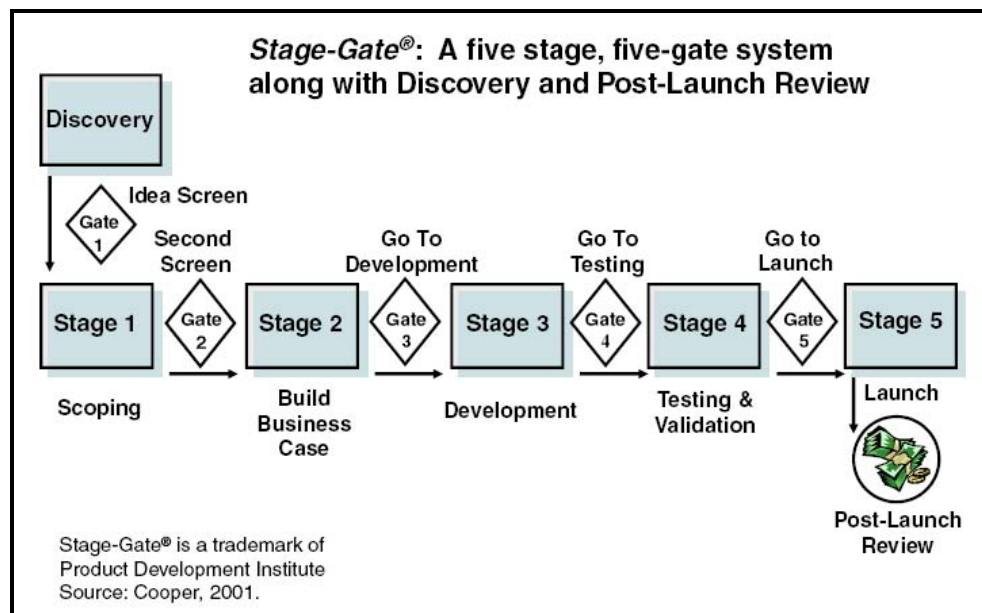 Stage-Gate®: A five stage, five-gate system
along with Discovery and Post-Launch Review
Discovery
Idea Screen
Gate
1
Second
Screen
Go To
Development
Go To
Testing
Go to
Launch
Stage 1
Gate
2
Stage 2
Gate
3
Stage 3
Gate
4
Stage 4
Gate
5
Stage 5
Scoping
Build
Business
Case
Development
Testing &
Validation
Launch
Post-Launch
Review
Stage-Gate® is a trademark of
Product Development Institute
Source: Cooper, 2001.